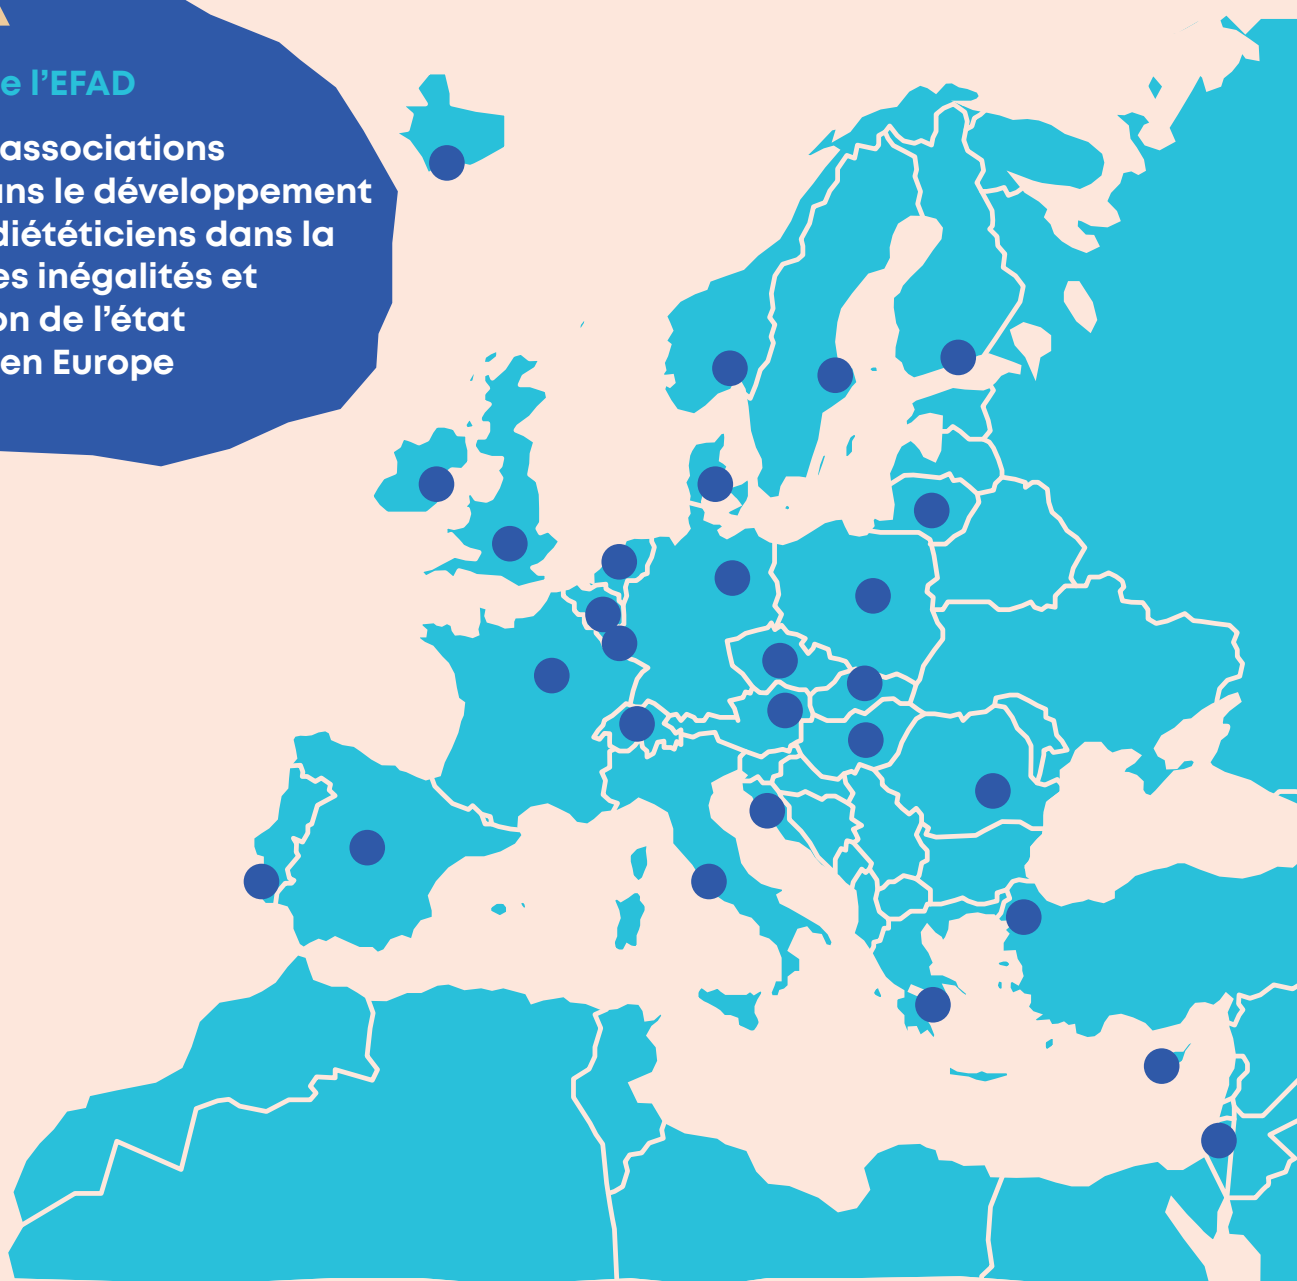 e l’EFAD
associations
ans le développement
diététiciens dans la
es inégalités et
on de l’état
en Europe